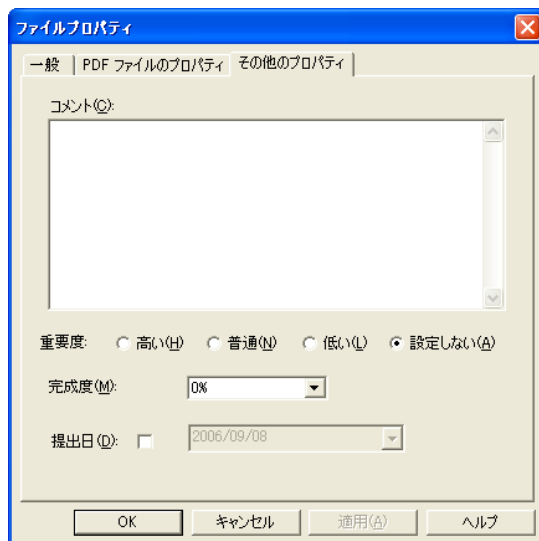 ファイルプロパティ
一般 PDF ファイルのプロパティ その他のプロパティ
コメント(C):
重要度: 高い(H) 普通(N) 低い(L) 設定しない(A)
完成度(M): 0%
提出日(D): 2006/09/08
OK キャンセル 適用(A) ヘルプ